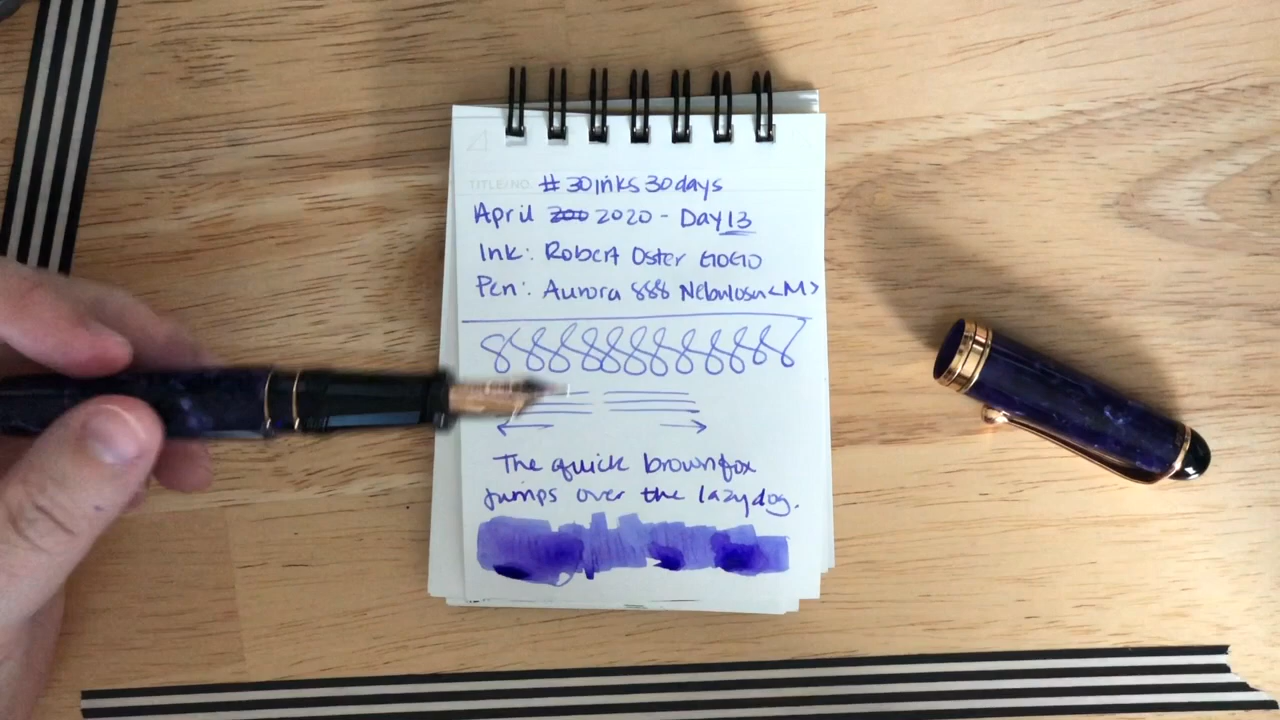 TITLE/NO. #30inks30days
April 200 2020 - Day 13
Ink: Robert Oster GOGO
Pen: Aurora 888 Nebulosa <M>
88888888888
The quick brown fox
jumps over the lazy dog.